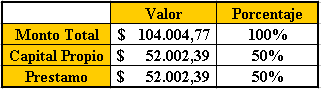 Valor Porcentaje
Monto Total $ 104.004,77 100%
Capital Propio $ 52.002,39 50%
Prestamo $ 52.002,39 50%